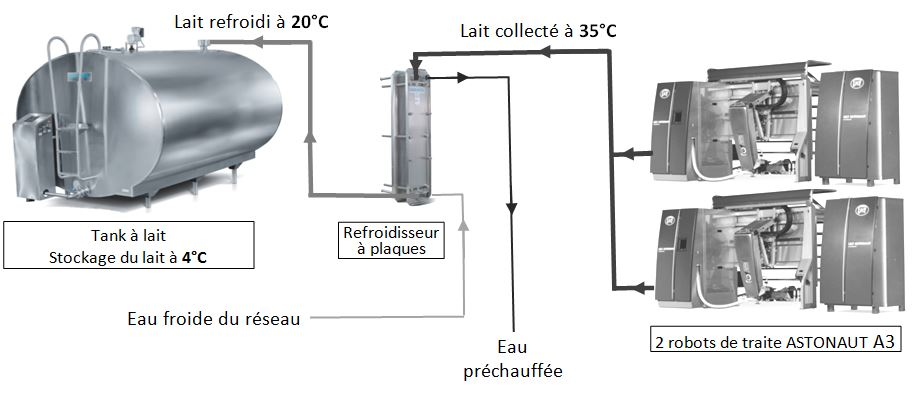 Lait refroidi à 20°C
Lait collecté à 35°C
Tank à lait
Stockage du lait à 4°C
Refroidisseur
à plaques
Eau froide du réseau
Eau
préchauffée
2 robots de traite ASTONAUT A3